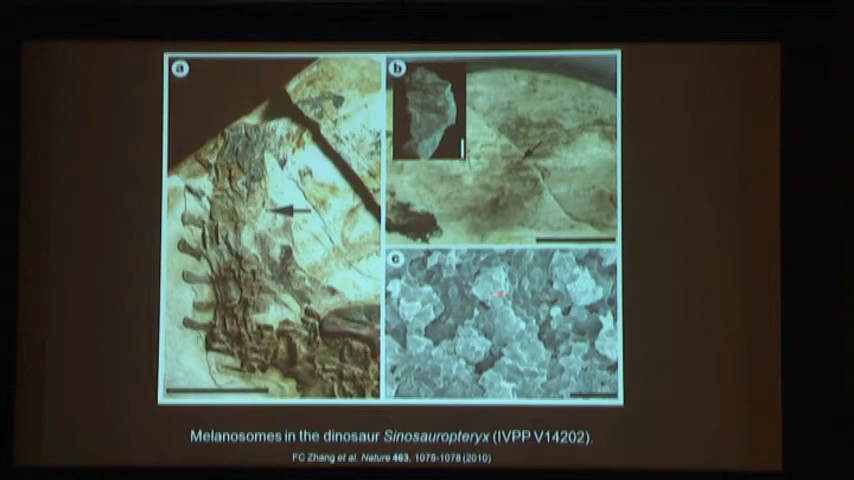 a
b
c
Melanosomes in the dinosaur Sinosauropteryx (IVPP V14202).
FC Zhang et al. Nature 463, 1075-1078 (2010)